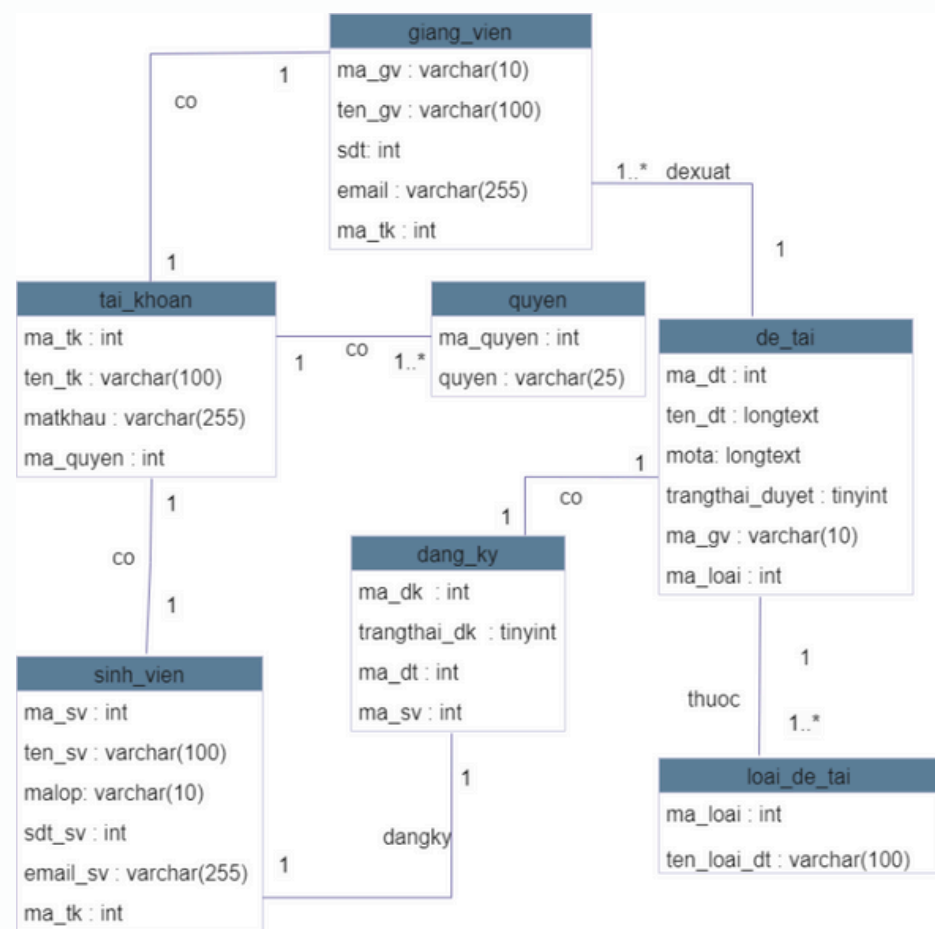 giang_vien
ma_gv : varchar(10)
ten_gv : varchar(100)
sdt: int
email : varchar(255)
ma_tk : int
1
co
1
1..* dexuat
1
tai_khoan
ma_tk : int
ten_tk : varchar(100)
matkhau : varchar(255)
ma_quyen : int
1
co
1..*
quyen
ma_quyen : int
quyen : varchar(25)
de_tai
ma_dt : int
ten_dt : longtext
mota: longtext
trangthai_duyet : tinyint
ma_gv : varchar(10)
ma_loai : int
1
co
1
1
co
1
dang_ky
ma_dk : int
trangthai_dk : tinyint
ma_dt : int
ma_sv : int
sinh_vien
ma_sv : int
ten_sv : varchar(100)
malop: varchar(10)
sdt_sv : int
email_sv : varchar(255)
ma_tk : int
1
dangky
1
1
thuoc
1..*
loai_de_tai
ma_loai : int
ten_loai_dt : varchar(100)